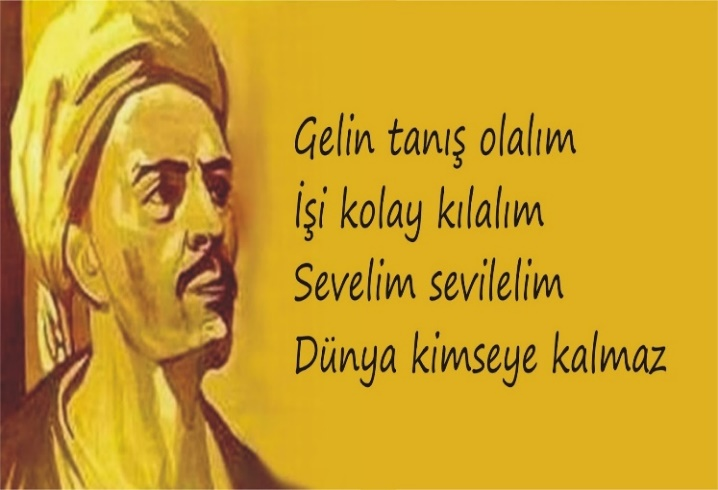 Gelin tanış olalım
İşi kolay kılalım
Sevelim sevilelim
Dünya kimseye kalmaz